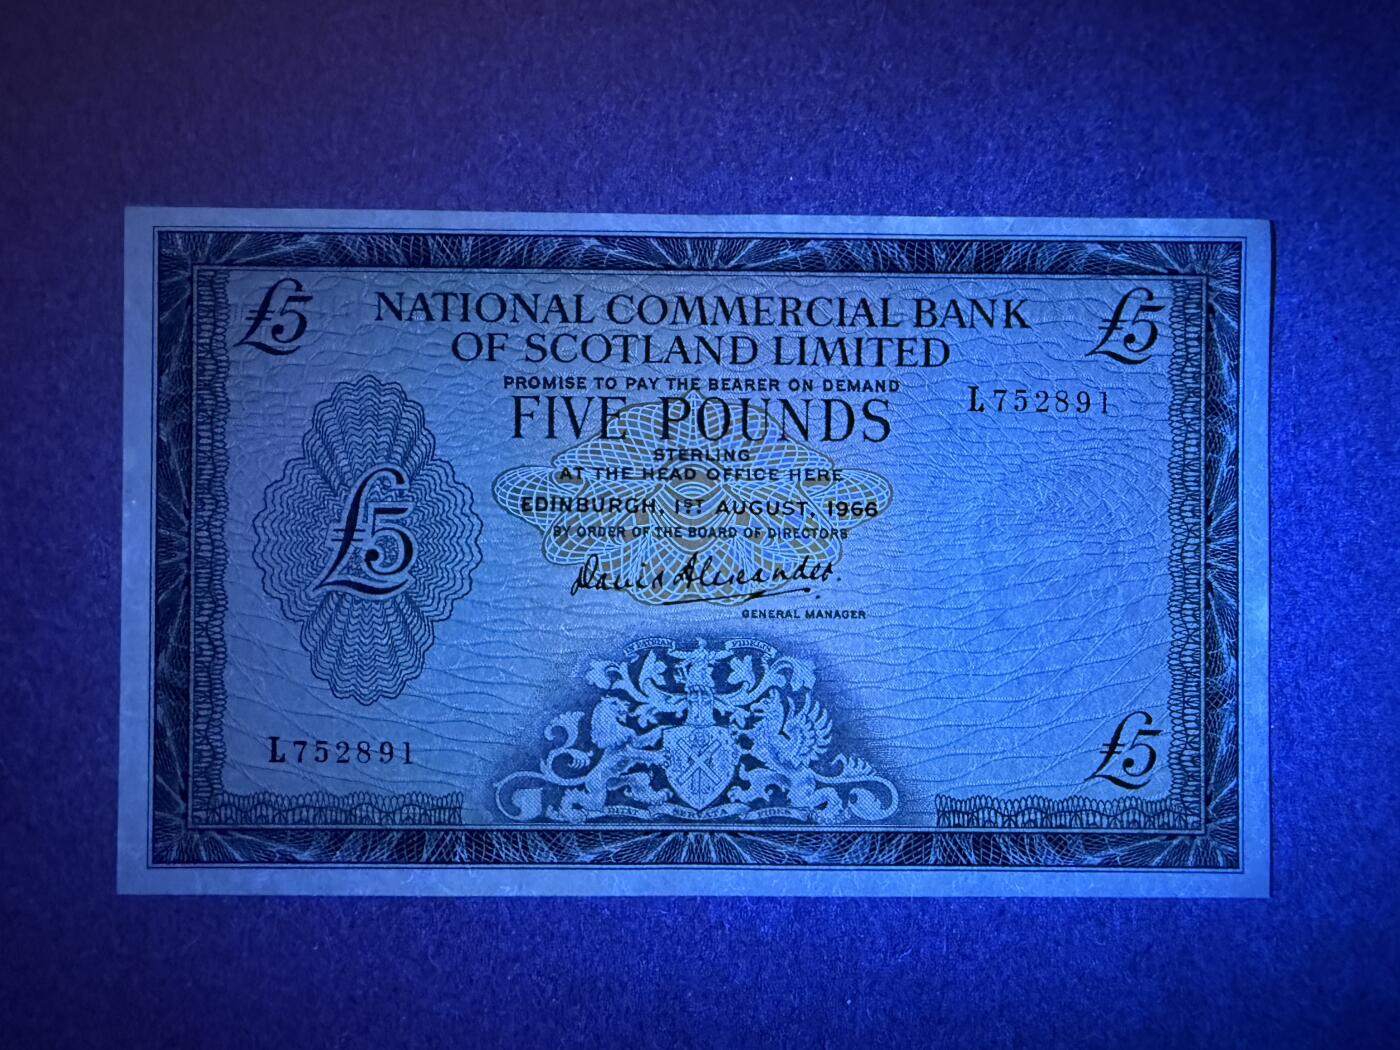 £5
NATIONAL COMMERCIAL BANK
OF SCOTLAND LIMITED
£5
PROMISE TO PAY THE BEARER ON DEMAND
L752891
FIVE POUNDS
STERLING
AT THE HEAD OFFICE HERE
EDINBURGH, 1ST AUGUST, 1966
BY ORDER OF THE BOARD OF DIRECTORS
£5
David Alexander.
GENERAL MANAGER
L752891
£5